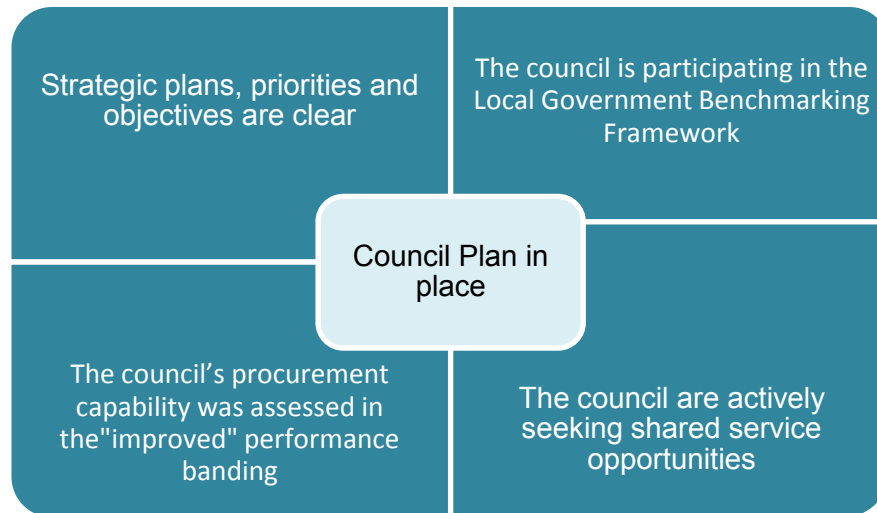 Strategic plans, priorities and
objectives are clear
The council is participating in the
Local Government Benchmarking
Framework
Council Plan in
place
The council’s procurement
capability was assessed in
the"improved" performance
banding
The council are actively
seeking shared service
opportunities